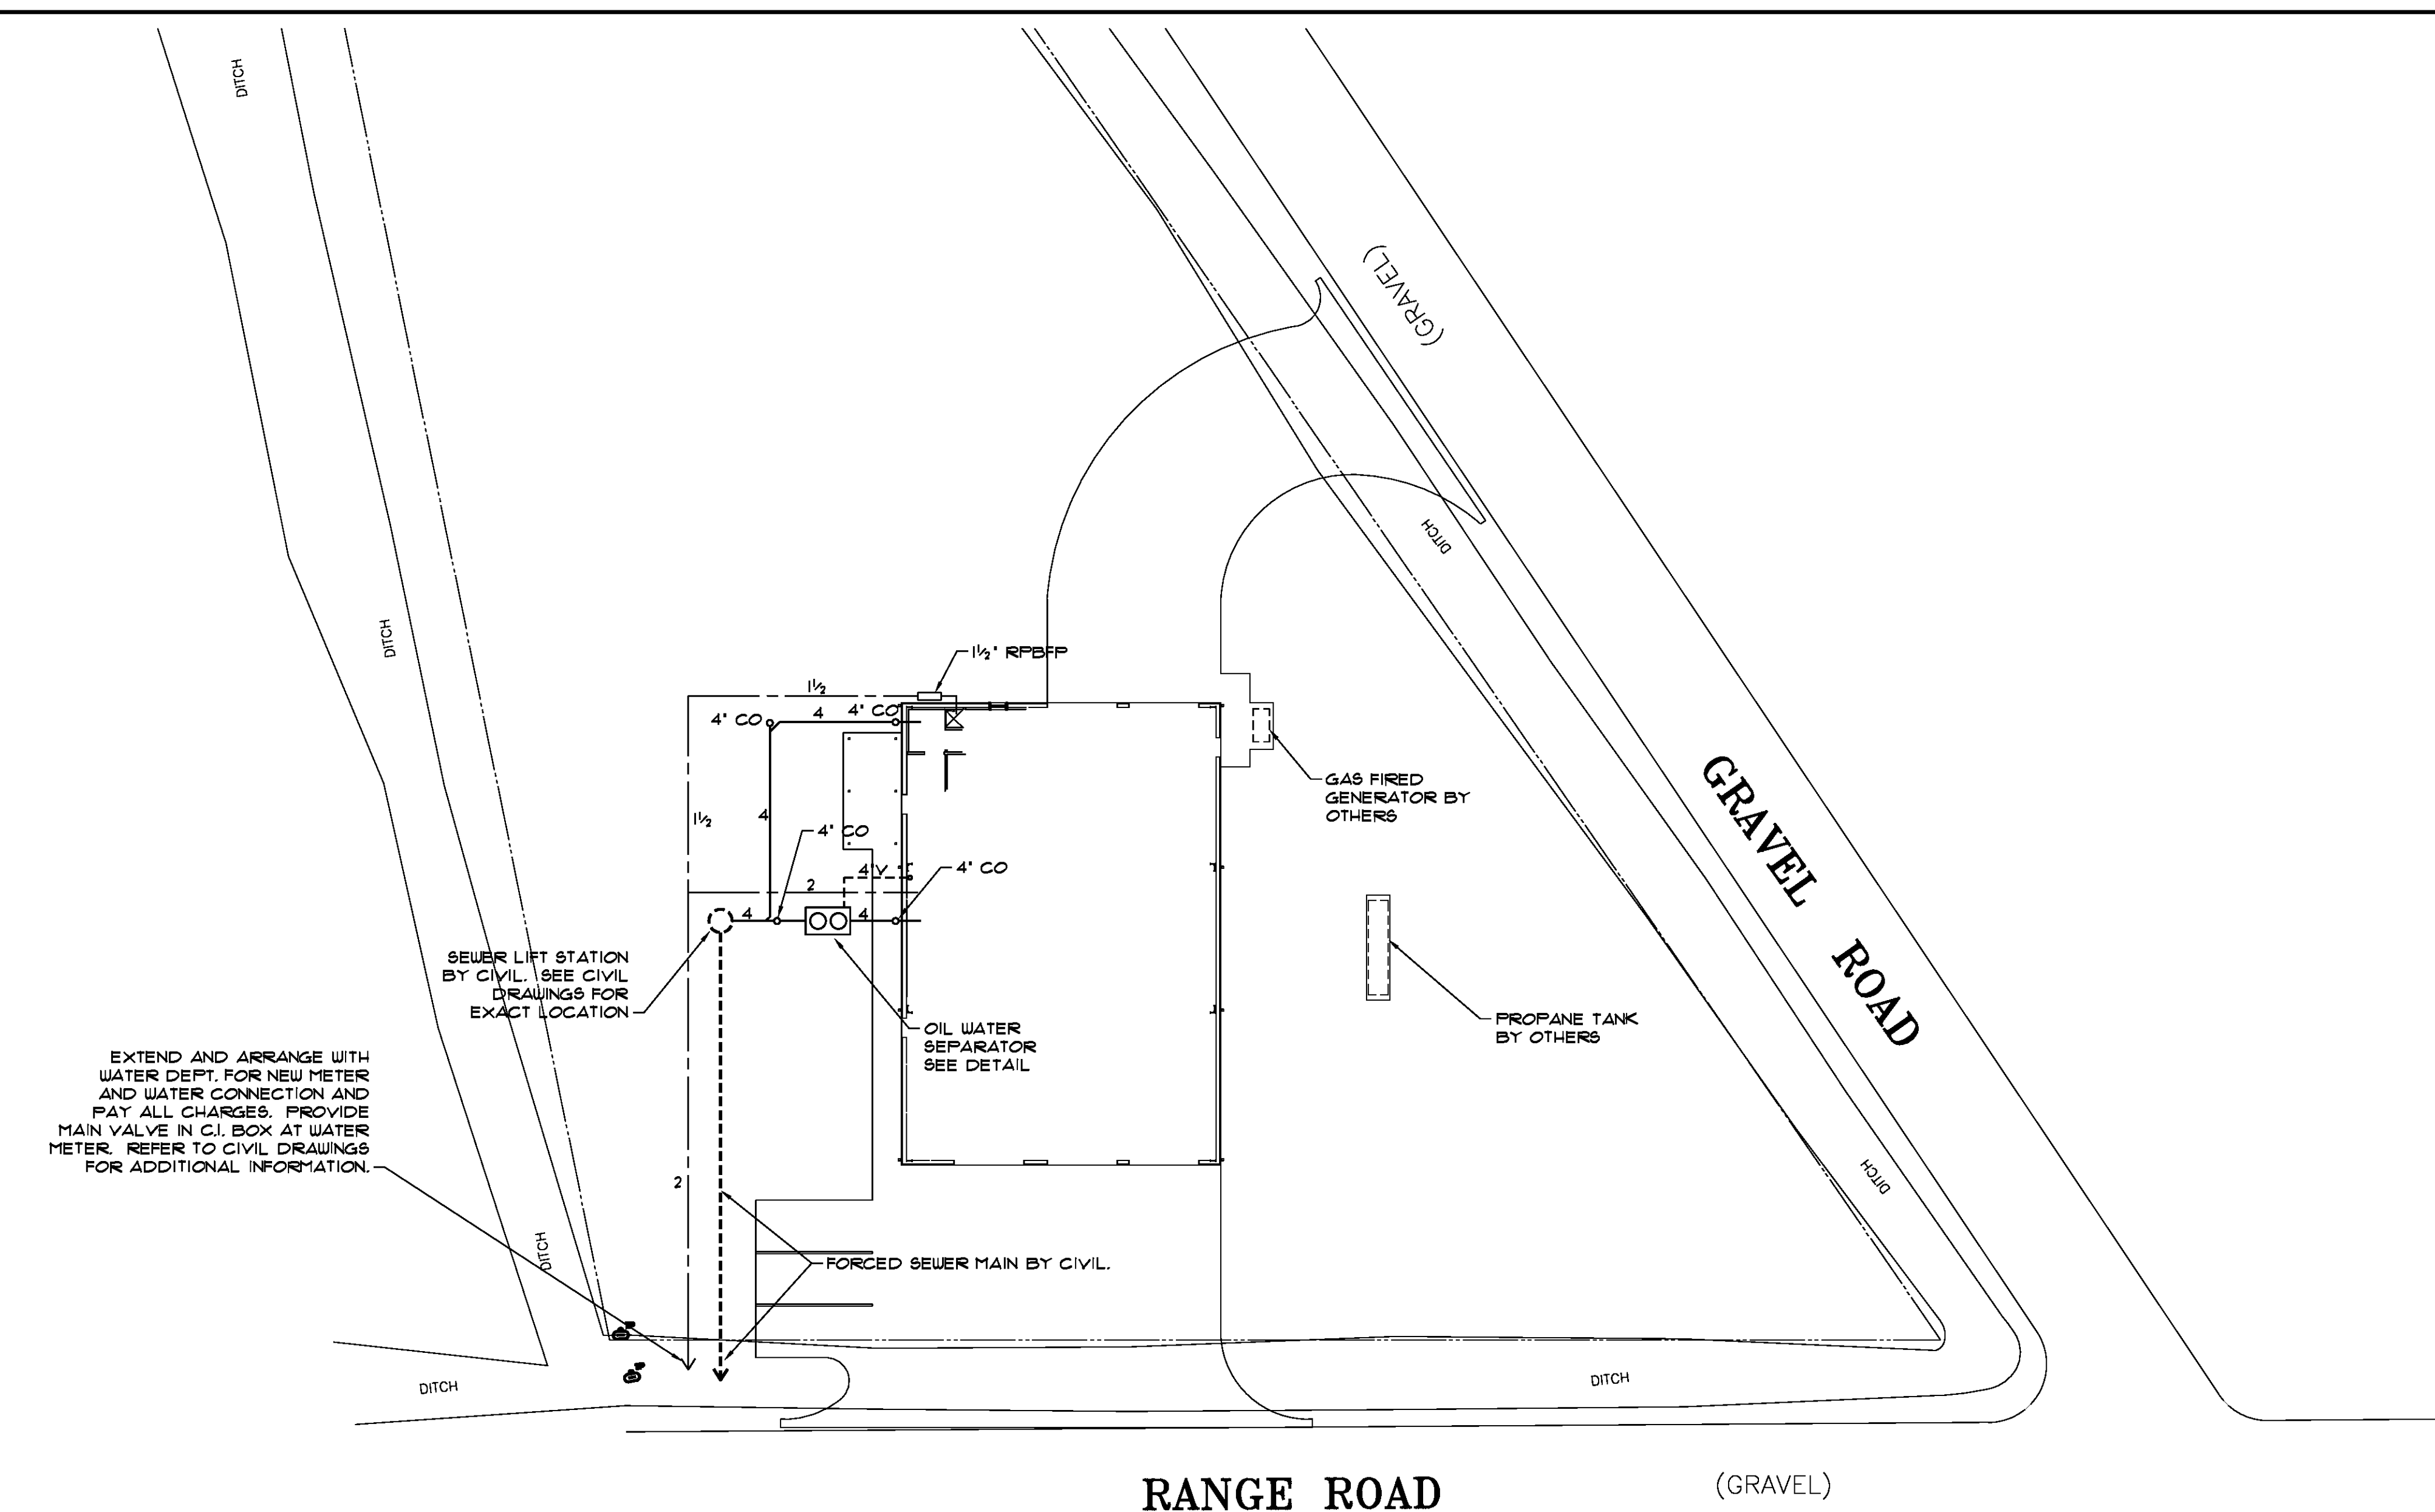 DITCH
(GRAVEL)
DITCH
DITCH
1½" RPBFP
1½
4" CO
4
4" CO
GAS FIRED
GENERATOR BY
OTHERS
GRAVEL ROAD
1½
4
4" CO
4"V
4" CO
2
4
4
SEWER LIFT STATION
BY CIVIL. SEE CIVIL
DRAWINGS FOR
EXACT LOCATION
OIL WATER
SEPARATOR
SEE DETAIL
PROPANE TANK
BY OTHERS
EXTEND AND ARRANGE WITH
WATER DEPT. FOR NEW METER
AND WATER CONNECTION AND
PAY ALL CHARGES. PROVIDE
MAIN VALVE IN C.I. BOX AT WATER
METER. REFER TO CIVIL DRAWINGS
FOR ADDITIONAL INFORMATION.
2
DITCH
DITCH
FORCED SEWER MAIN BY CIVIL.
DITCH
DITCH
RANGE ROAD
(GRAVEL)